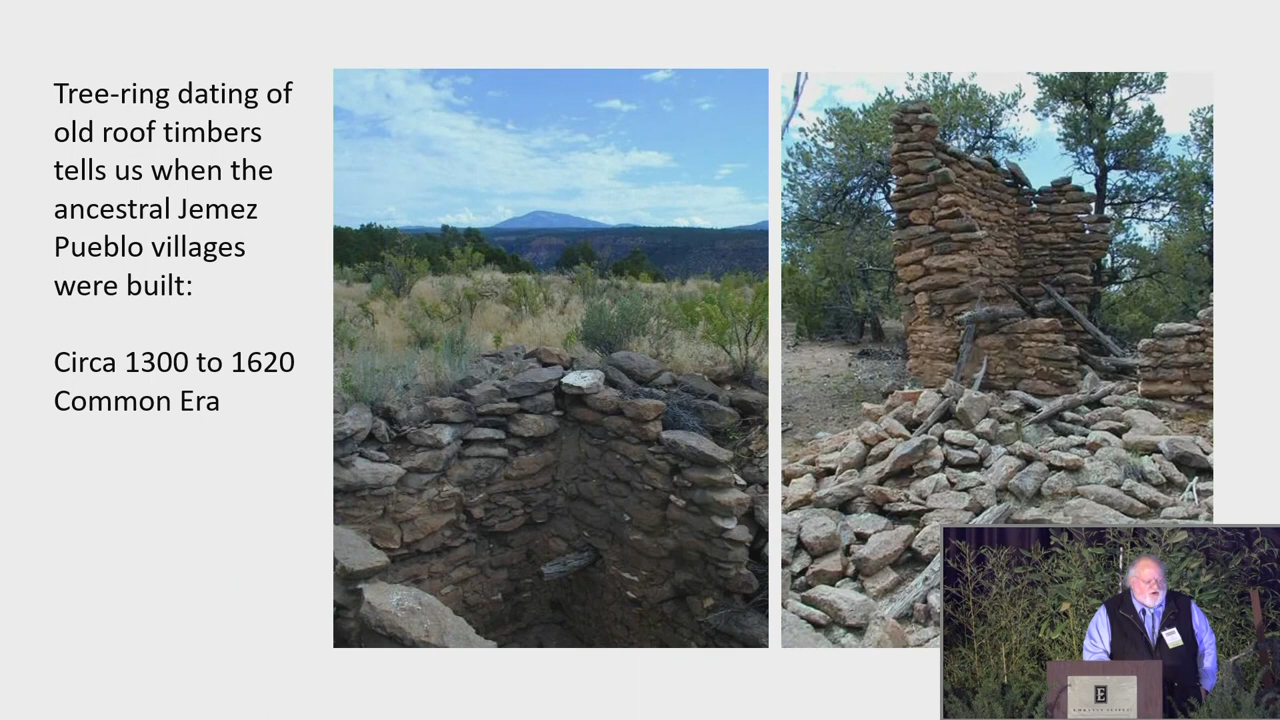 Tree-ring dating of
old roof timbers
tells us when the
ancestral Jemez
Pueblo villages
were built:
Circa 1300 to 1620
Common Era
E